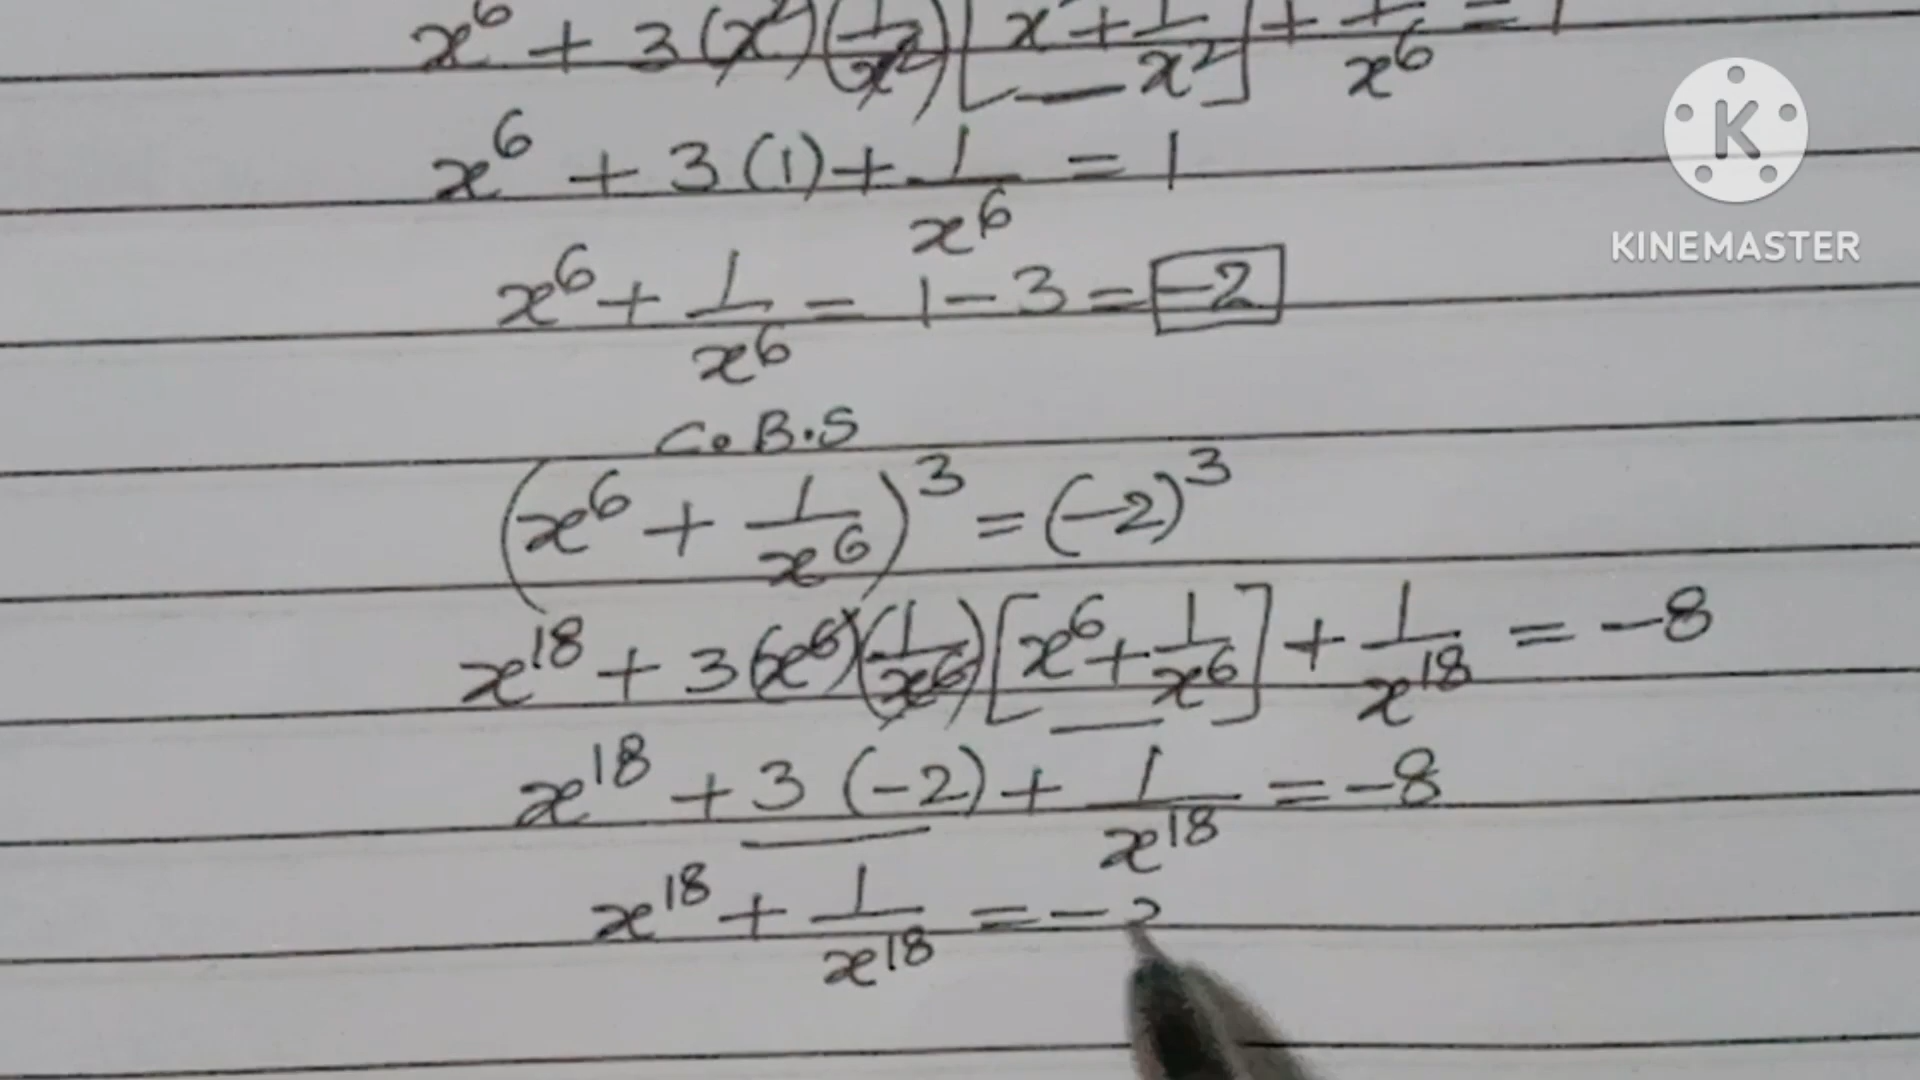 x⁶ + 3(x²)(1/x²)[x² + 1/x²] + 1/x⁶ = 1
x⁶ + 3(1) + 1/x⁶ = 1
x⁶ + 1/x⁶ = 1 - 3 = -2
C.B.S
(x⁶ + 1/x⁶)³ = (-2)³
x¹⁸ + 3(x⁶)(1/x⁶)[x⁶ + 1/x⁶] + 1/x¹⁸ = -8
x¹⁸ + 3(-2) + 1/x¹⁸ = -8
x¹⁸ + 1/x¹⁸ = -
K
KINEMASTER